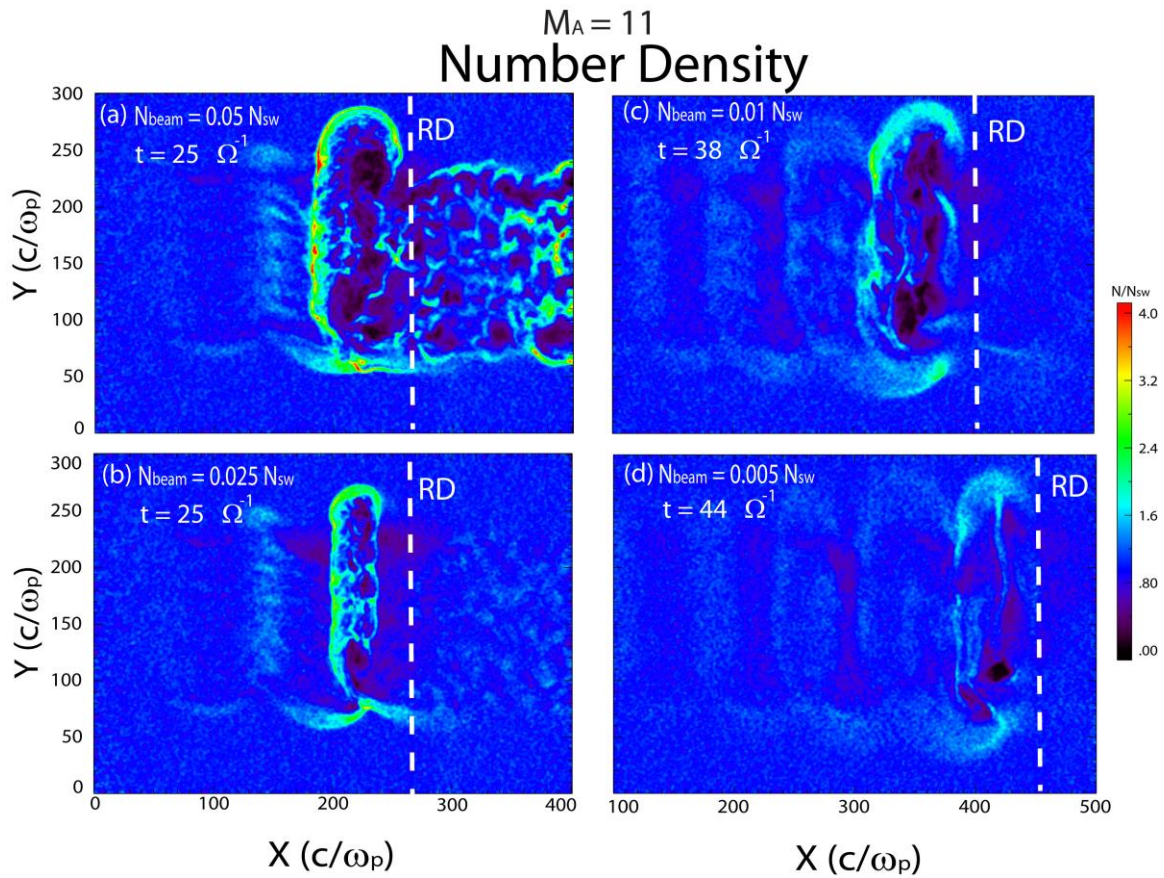 MA = 11
Number Density
(a) Nbeam = 0.05 Nsw
t = 25 Ω-1
RD
(c) Nbeam = 0.01 Nsw
t = 38 Ω-1
RD
(b) Nbeam = 0.025 Nsw
t = 25 Ω-1
RD
(d) Nbeam = 0.005 Nsw
t = 44 Ω-1
RD
Y (c/ωp)
300
250
200
150
100
50
0
Y (c/ωp)
300
250
200
150
100
50
0
0 100 200 300 400
100 200 300 400 500
X (c/ωp)
X (c/ωp)
N/Nsw
4.0
3.2
2.4
1.6
.80
.00